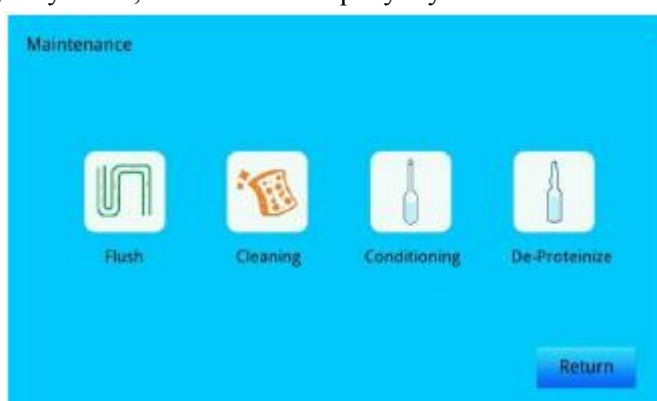 Maintenance
Flush
Cleaning
Conditioning
De-Proteinize
Return